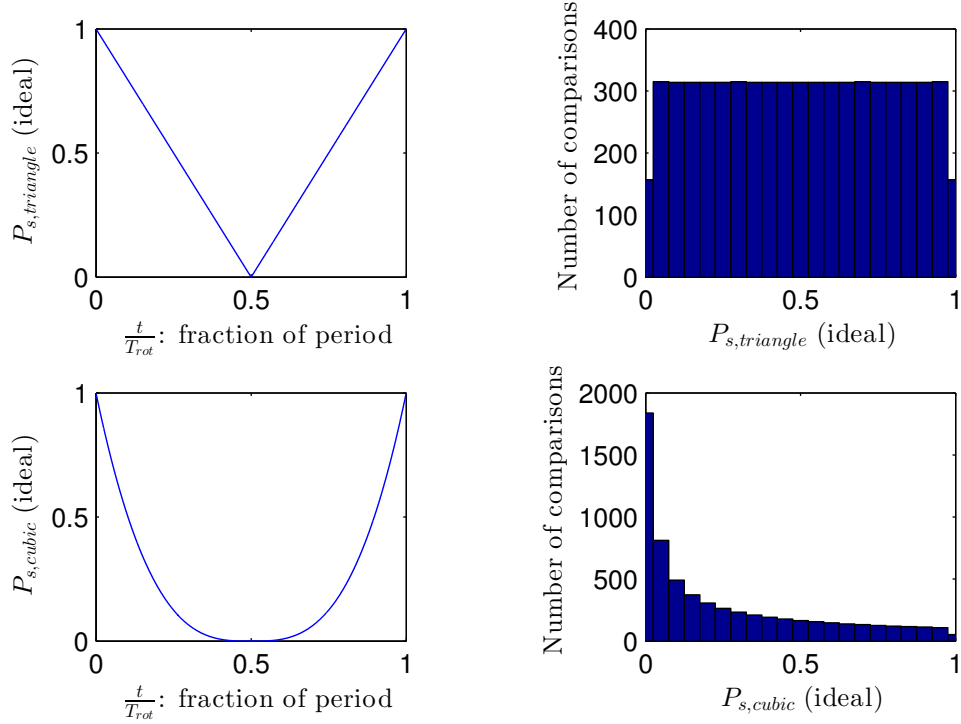 1
0.5
0
P_{s,triangle} (ideal)
0 0.5 1
\frac{t}{T_{rot}}: fraction of period
400
300
200
100
0
Number of comparisons
0 0.5 1
P_{s,triangle} (ideal)
1
0.5
0
P_{s,cubic} (ideal)
0 0.5 1
\frac{t}{T_{rot}}: fraction of period
2000
1500
1000
500
0
Number of comparisons
0 0.5 1
P_{s,cubic} (ideal)